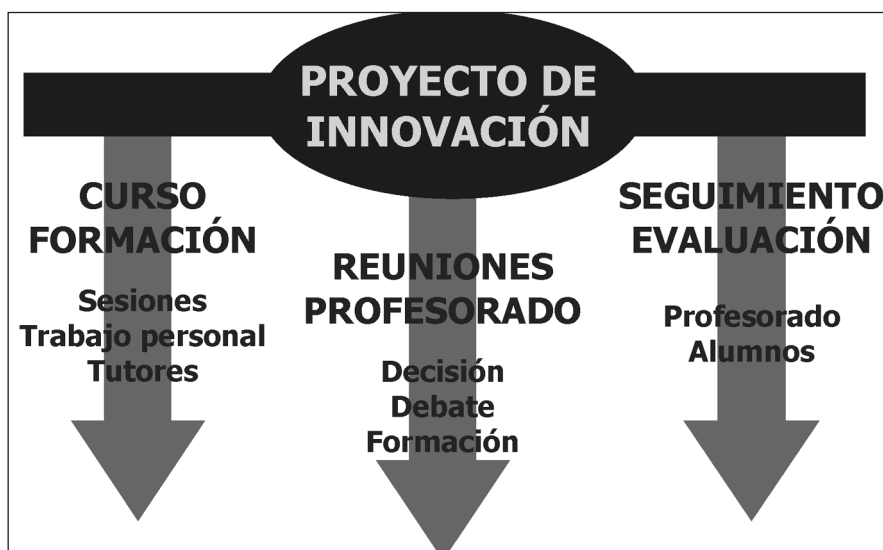 PROYECTO DE
INNOVACIÓN
CURSO
FORMACIÓN
Sesiones
Trabajo personal
Tutores
REUNIONES
PROFESORADO
Decisión
Debate
Formación
SEGUIMIENTO
EVALUACIÓN
Profesorado
Alumnos